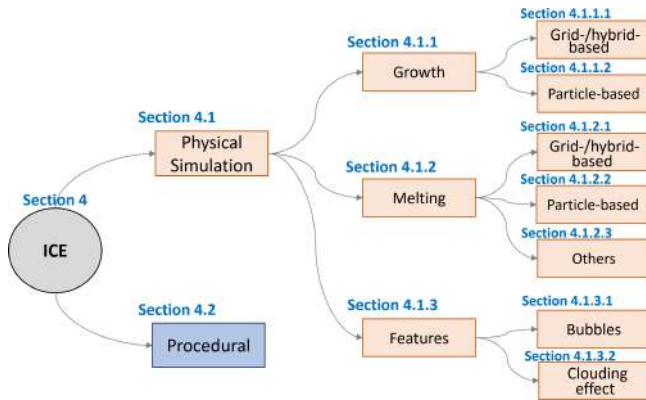 Section 4
ICE
Section 4.1
Physical
Simulation
Section 4.2
Procedural
Section 4.1.1
Growth
Section 4.1.1.1
Grid-/hybrid-
based
Section 4.1.1.2
Particle-based
Section 4.1.2
Melting
Section 4.1.2.1
Grid-/hybrid-
based
Section 4.1.2.2
Particle-based
Section 4.1.2.3
Others
Section 4.1.3
Features
Section 4.1.3.1
Bubbles
Section 4.1.3.2
Clouding
effect